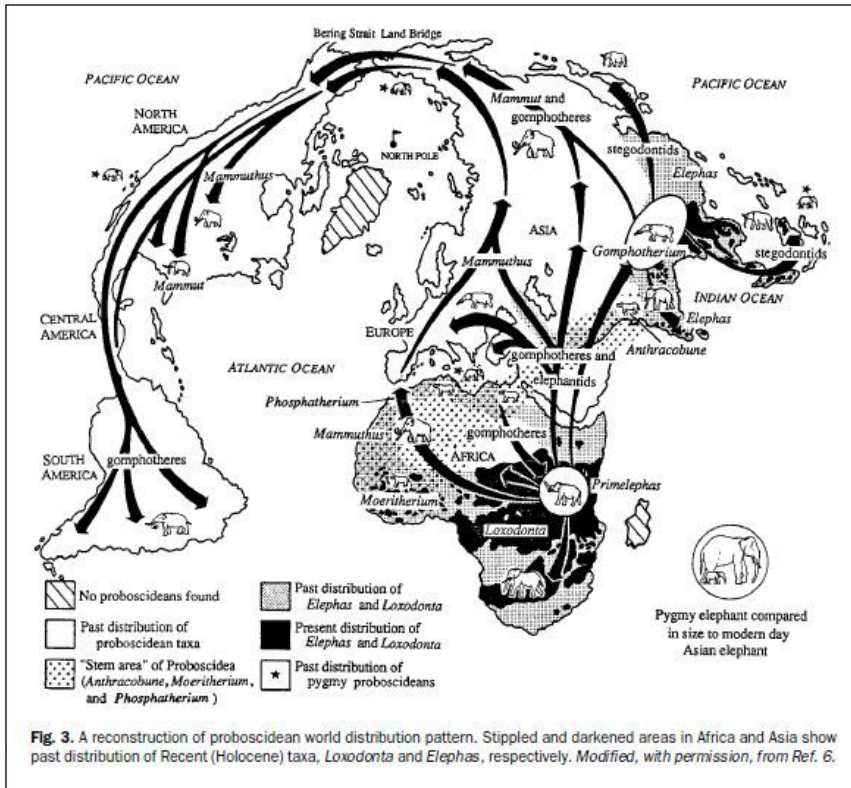 Bering Strait Land Bridge
PACIFIC OCEAN
PACIFIC OCEAN
NORTH
AMERICA
Mammut and
gomphotheres
NORTH POLE
stegodontids
Elephas
Mammuthus
ASIA
Gomphotherium
stegodontids
Mammut
Mammuthus
INDIAN OCEAN
CENTRAL
AMERICA
EUROPE
Elephas
Anthracobune
ATLANTIC OCEAN
gomphotheres and
elephantids
Phosphatherium
Mammuthus
gomphotheres
AFRICA
SOUTH
AMERICA
gomphotheres
Primelephas
Moeritherium
Loxodonta
No proboscideans found
Past distribution of
proboscidean taxa
"Stem area" of Proboscidea
(Anthracobune, Moeritherium,
and Phosphatherium)
Past distribution of
Elephas and Loxodonta
Present distribution of
Elephas and Loxodonta
Past distribution of
pygmy proboscideans
Pygmy elephant compared
in size to modern day
Asian elephant
Fig. 3. A reconstruction of proboscidean world distribution pattern. Stippled and darkened areas in Africa and Asia show
past distribution of Recent (Holocene) taxa, Loxodonta and Elephas, respectively. Modified, with permission, from Ref. 6.